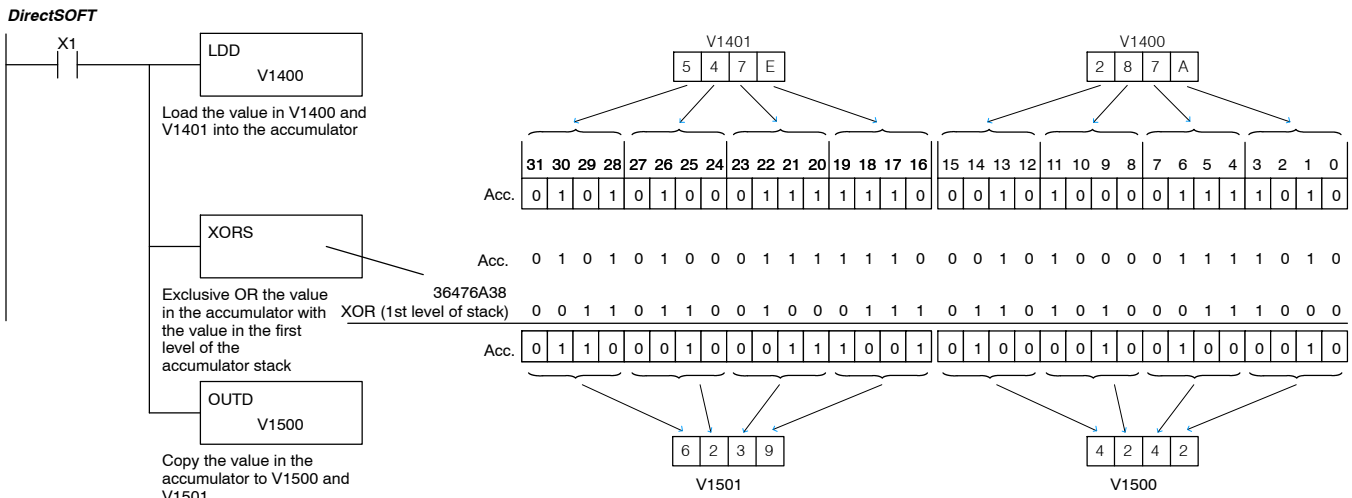 DirectSOFT
X1
LDD
V1400
Load the value in V1400 and
V1401 into the accumulator
XORS
Exclusive OR the value
in the accumulator with
the value in the first
level of the
accumulator stack
OUTD
V1500
Copy the value in the
accumulator to V1500 and
V1501
V1401 V1400
5 4 7 E 2 8 7 A
31 30 29 28 27 26 25 24 23 22 21 20 19 18 17 16 15 14 13 12 11 10 9 8 7 6 5 4 3 2 1 0
Acc. 0 1 0 1 0 1 0 0 0 1 1 1 1 1 1 0 0 0 1 0 1 0 0 0 0 1 1 1 1 0 1 0
Acc. 0 1 0 1 0 1 0 0 0 1 1 1 1 1 1 0 0 0 1 0 1 0 0 0 0 1 1 1 1 0 1 0
36476A38
XOR (1st level of stack) 0 0 1 1 0 1 1 0 0 1 0 0 0 1 1 1 0 1 1 0 1 0 1 0 0 0 1 1 1 0 0 0
Acc. 0 1 1 0 0 0 1 0 0 0 1 1 1 0 0 1 0 1 0 0 0 0 1 0 0 1 0 0 0 0 1 0
6 2 3 9 4 2 4 2
V1501 V1500